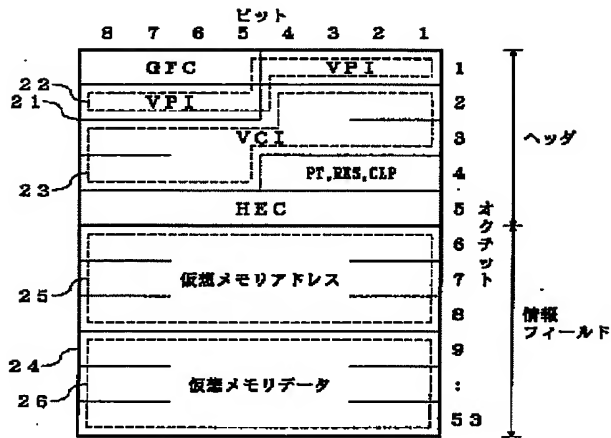 ビット
8 7 6 5 4 3 2 1
GFC VPI 1
22 VPI 2
21
VCI 3
23 PT,RES,CLP 4
HEC 5
ヘッダ
オクテット
6
25 仮想メモリアドレス 7
8
情報
フィールド
24 9
26 仮想メモリデータ :
53